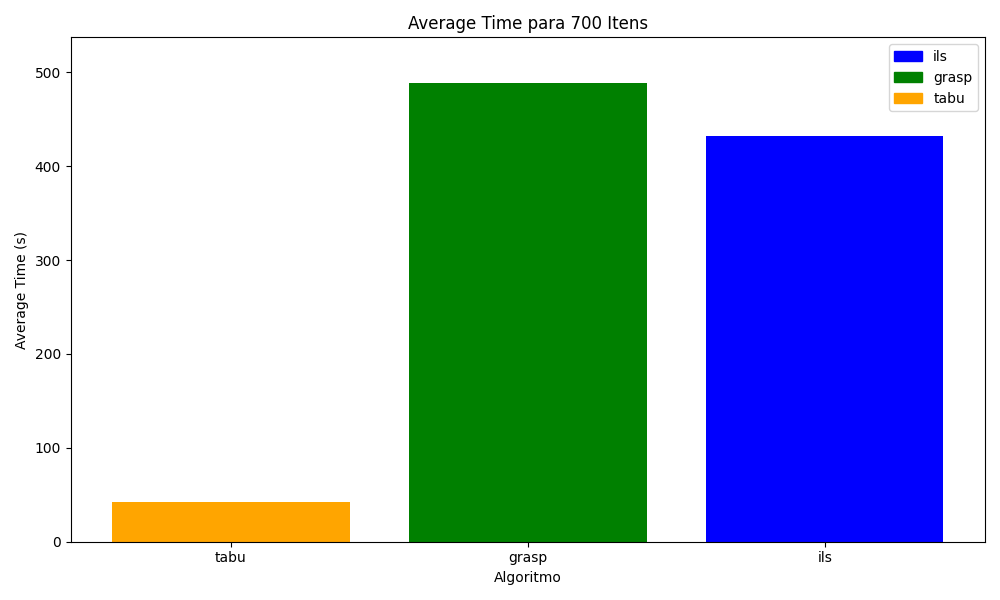 Average Time para 700 Itens
ils
grasp
tabu
Average Time (s)
500
400
300
200
100
0
tabu
grasp
ils
Algoritmo